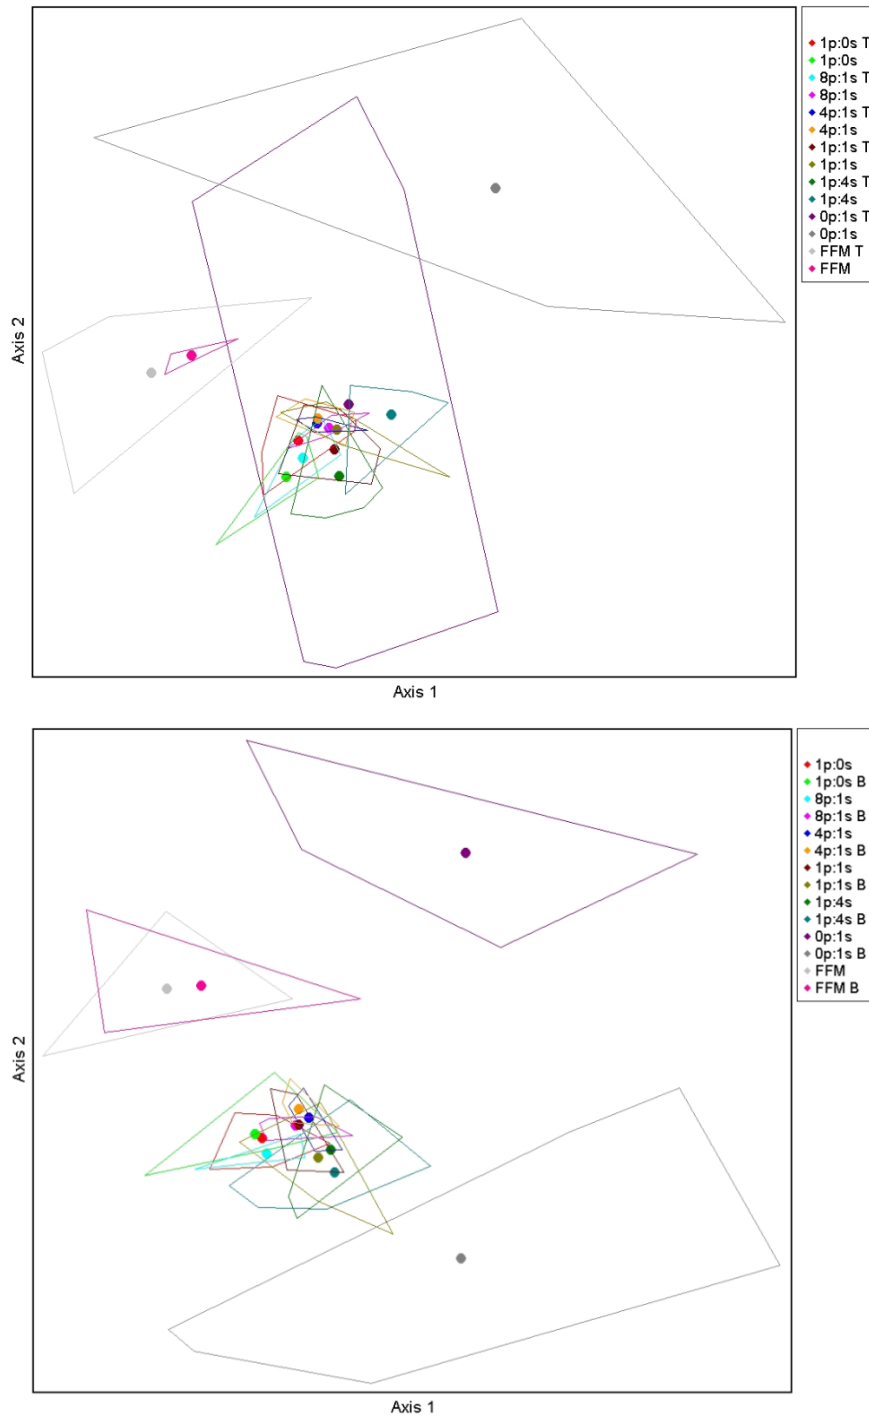 1p:0s T
1p:0s
8p:1s T
8p:1s
4p:1s T
4p:1s
1p:1s T
1p:1s
1p:4s T
1p:4s
0p:1s T
0p:1s
FFM T
FFM
Axis 2
Axis 1
1p:0s
1p:0s B
8p:1s
8p:1s B
4p:1s
4p:1s B
1p:1s
1p:1s B
1p:4s
1p:4s B
0p:1s
0p:1s B
FFM
FFM B
Axis 2
Axis 1